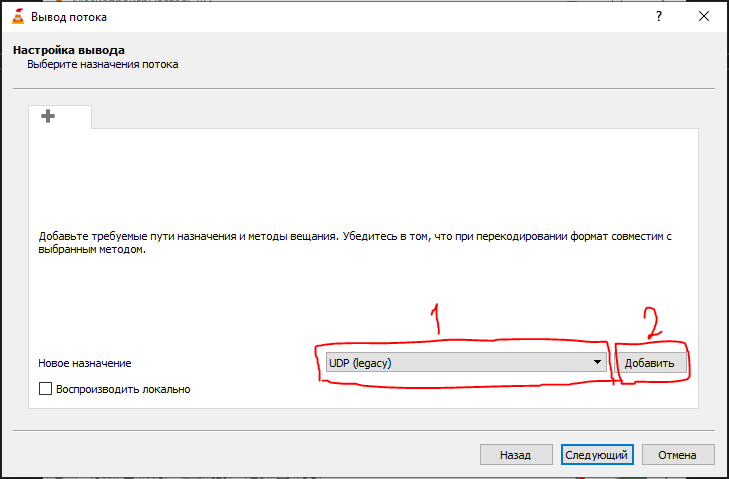 Вывод потока
Настройка вывода
Выберите назначения потока
Добавьте требуемые пути назначения и методы вещания. Убедитесь в том, что при перекодировании формат совместим с
выбранным методом.
1
2
Новое назначение
UDP (legacy)
Добавить
Воспроизводить локально
Назад
Следующий
Отмена